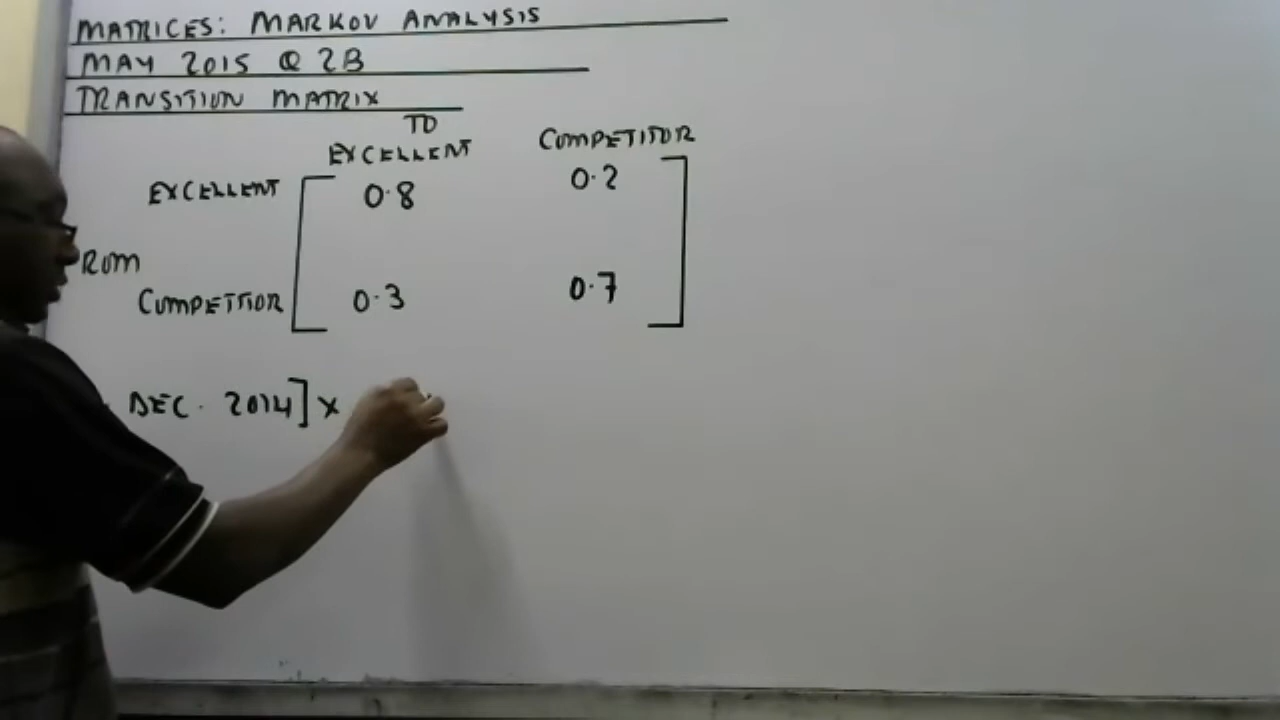 MATRICES: MARKOV ANALYSIS
MAY 2015 Q 2B
TRANSITION MATRIX
TO
EXCELLENT COMPETITOR
EXCELLENT 0.8 0.2
ROM
COMPETITOR 0.3 0.7
DEC. 2014] ×